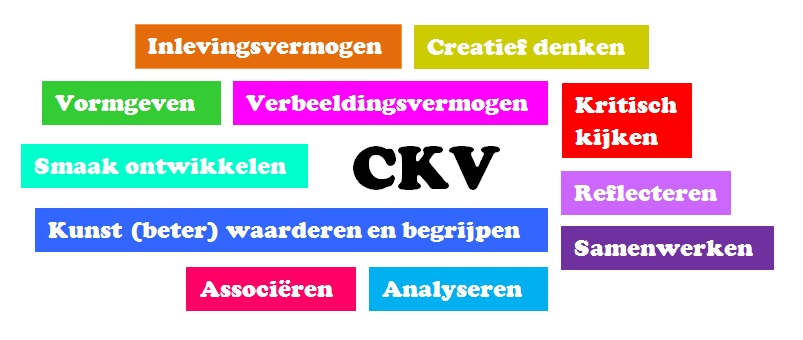 Inlevingsvermogen
Creatief denken
Vormgeven
Verbeeldingsvermogen
Kritisch
kijken
Smaak ontwikkelen
CKV
Reflecteren
Kunst (beter) waarderen en begrijpen
Samenwerken
Associëren
Analyseren